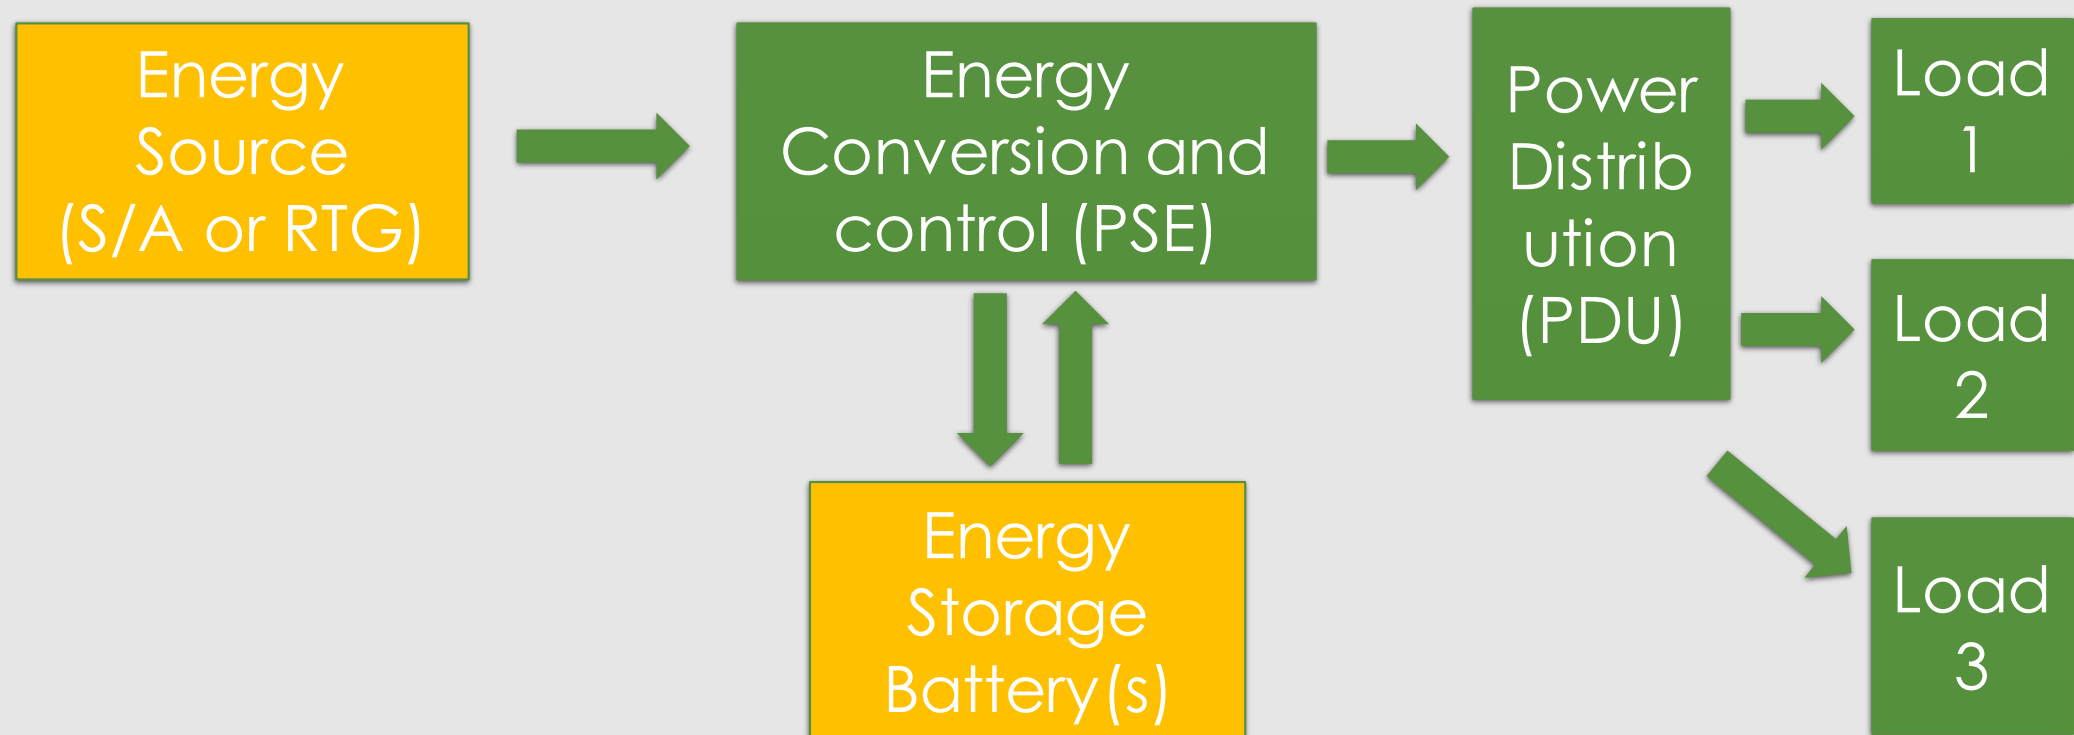 Energy
Source
(S/A or RTG)
Energy
Conversion and
control (PSE)
Power
Distrib
ution
(PDU)
Load
1
Load
2
Load
3
Energy
Storage
Battery(s)